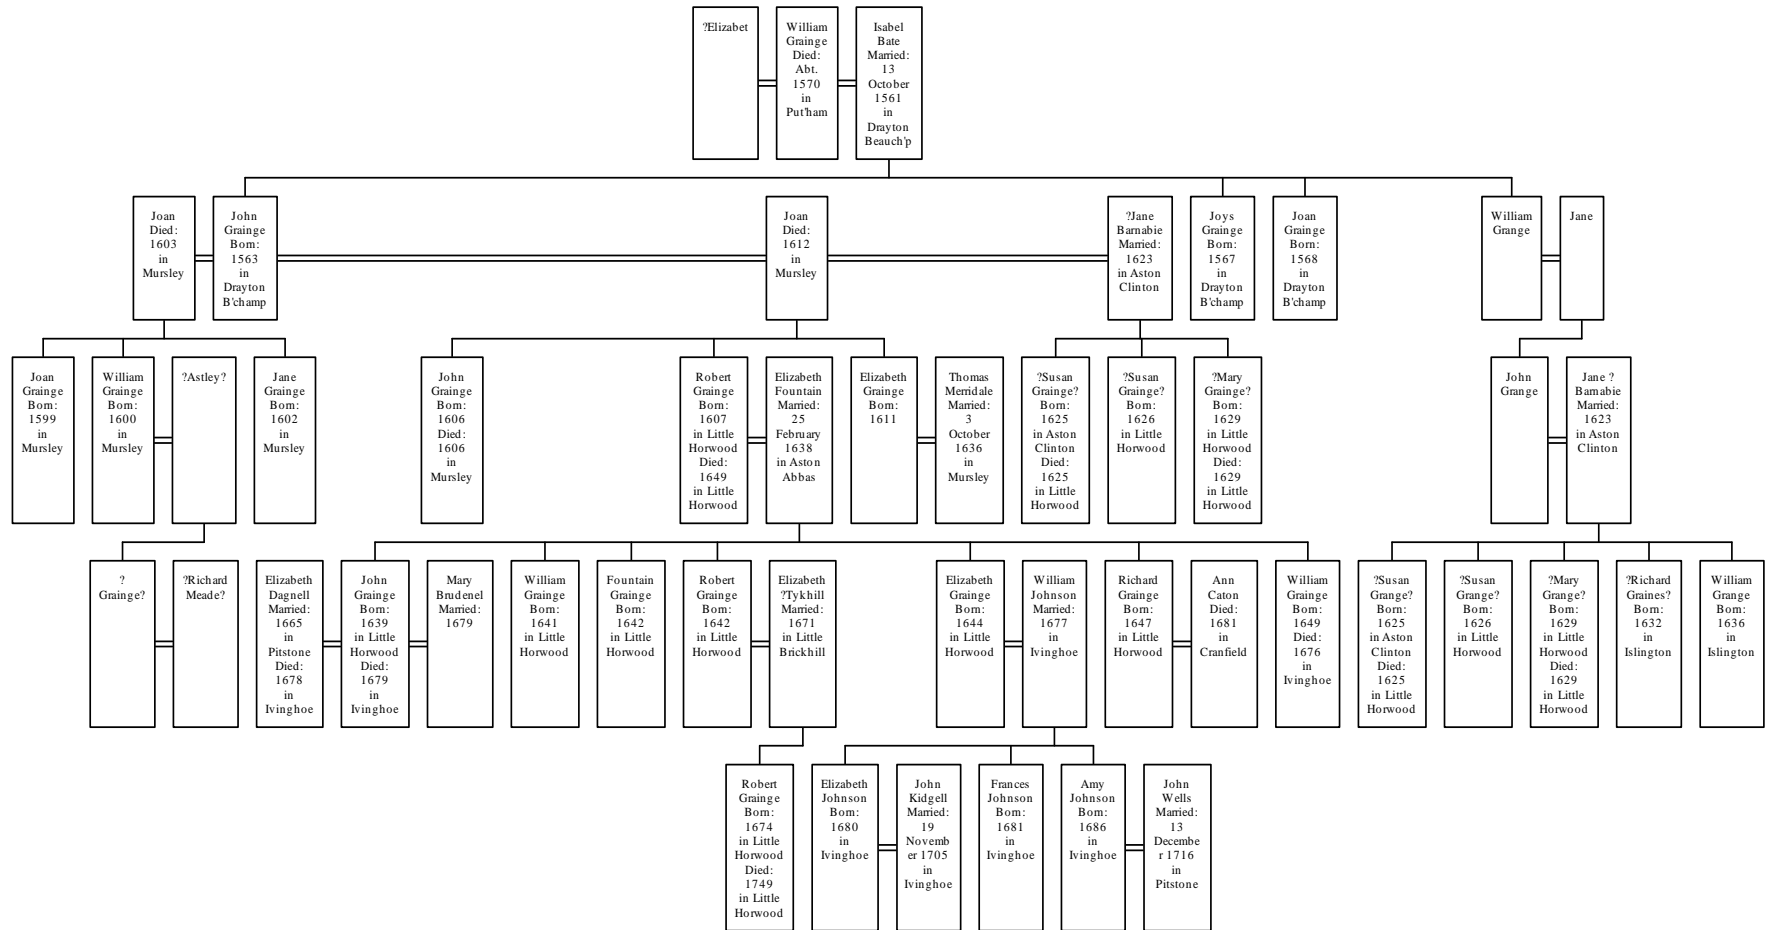 ?Elizabet
William
Grainge
Died:
Abt.
1570
in
Put'ham
Isabel
Bate
Married:
13
October
1561
in
Drayton
Beauch'p
Joan
Died:
1603
in
Mursley
John
Grainge
Born:
1563
in
Drayton
B'champ
Joan
Died:
1612
in
Mursley
?Jane
Barnabie
Married:
1623
in Aston
Clinton
Joys
Grainge
Born:
1567
in
Drayton
B'champ
Joan
Grainge
Born:
1568
in
Drayton
B'champ
William
Grange
Jane
Joan
Grainge
Born:
1599
in
Mursley
William
Grainge
Born:
1600
in
Mursley
?Astley?
Jane
Grainge
Born:
1602
in
Mursley
John
Grainge
Born:
1606
Died:
1606
in
Mursley
Robert
Grainge
Born:
1607
in Little
Horwood
Died:
1649
in Little
Horwood
Elizabeth
Fountain
Married:
25
February
1638
in Aston
Abbas
Elizabeth
Grainge
Born:
1611
Thomas
Merridale
Married:
3
October
1636
in
Mursley
?Susan
Grainge?
Born:
1625
in Aston
Clinton
Died:
1625
in Little
Horwood
?Susan
Grainge?
Born:
1626
in Little
Horwood
?Mary
Grainge?
Born:
1629
in Little
Horwood
Died:
1629
in Little
Horwood
John
Grange
Jane ?
Barnabie
Married:
1623
in Aston
Clinton
?
Grainge?
?Richard
Meade?
Elizabeth
Dagnell
Married:
1665
in
Pitstone
Died:
1678
in
Ivinghoe
John
Grainge
Born:
1639
in Little
Horwood
Died:
1679
in
Ivinghoe
Mary
Brudenel
Married:
1679
William
Grainge
Born:
1641
in Little
Horwood
Fountain
Grainge
Born:
1642
in Little
Horwood
Robert
Grainge
Born:
1642
in Little
Horwood
Elizabeth
?Tykhill
Married:
1671
in Little
Brickhill
Elizabeth
Grainge
Born:
1644
in Little
Horwood
William
Johnson
Married:
1677
in
Ivinghoe
Richard
Grainge
Born:
1647
in Little
Horwood
Ann
Caton
Died:
1681
in
Cranfield
William
Grainge
Born:
1649
Died:
1676
in
Ivinghoe
?Susan
Grange?
Born:
1625
in Aston
Clinton
Died:
1625
in Little
Horwood
?Susan
Grange?
Born:
1626
in Little
Horwood
?Mary
Grange?
Born:
1629
in Little
Horwood
Died:
1629
in Little
Horwood
?Richard
Graines?
Born:
1632
in
Islington
William
Grange
Born:
1636
in
Islington
Robert
Grainge
Born:
1674
in Little
Horwood
Died:
1749
in Little
Horwood
Elizabeth
Johnson
Born:
1680
in
Ivinghoe
John
Kidgell
Married:
19
Novemb
er 1705
in
Ivinghoe
Frances
Johnson
Born:
1681
in
Ivinghoe
Amy
Johnson
Born:
1686
in
Ivinghoe
John
Wells
Married:
13
Decembe
r 1716
in
Pitstone